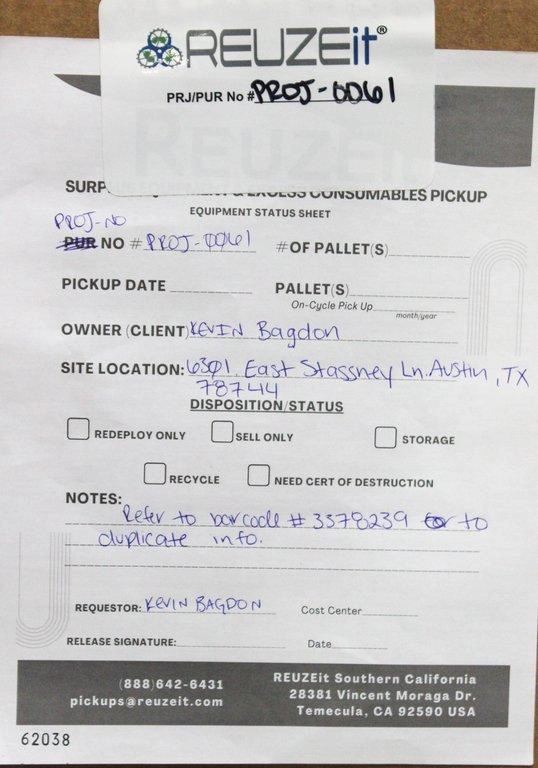 REUZEit®
PRJ/PUR No # PROJ-0061
SURP & EXCESS CONSUMABLES PICKUP
EQUIPMENT STATUS SHEET
PROJ-NO
PUR NO # PROJ-0061 # OF PALLET(S)
PICKUP DATE PALLET(S)
On-Cycle Pick Up
month/year
OWNER (CLIENT) KEVIN Bagdon
SITE LOCATION: 6301 East Stassney Ln. Austin, TX
78744
DISPOSITION/STATUS
REDEPLOY ONLY SELL ONLY STORAGE
RECYCLE NEED CERT OF DESTRUCTION
NOTES:
Refer to barcode # 3378239 to
duplicate info.
REQUESTOR: KEVIN BAGDON Cost Center
RELEASE SIGNATURE: Date
(888)642-6431 REUZEit Southern California
pickups@reuzeit.com 28381 Vincent Moraga Dr.
Temecula, CA 92590 USA
62038